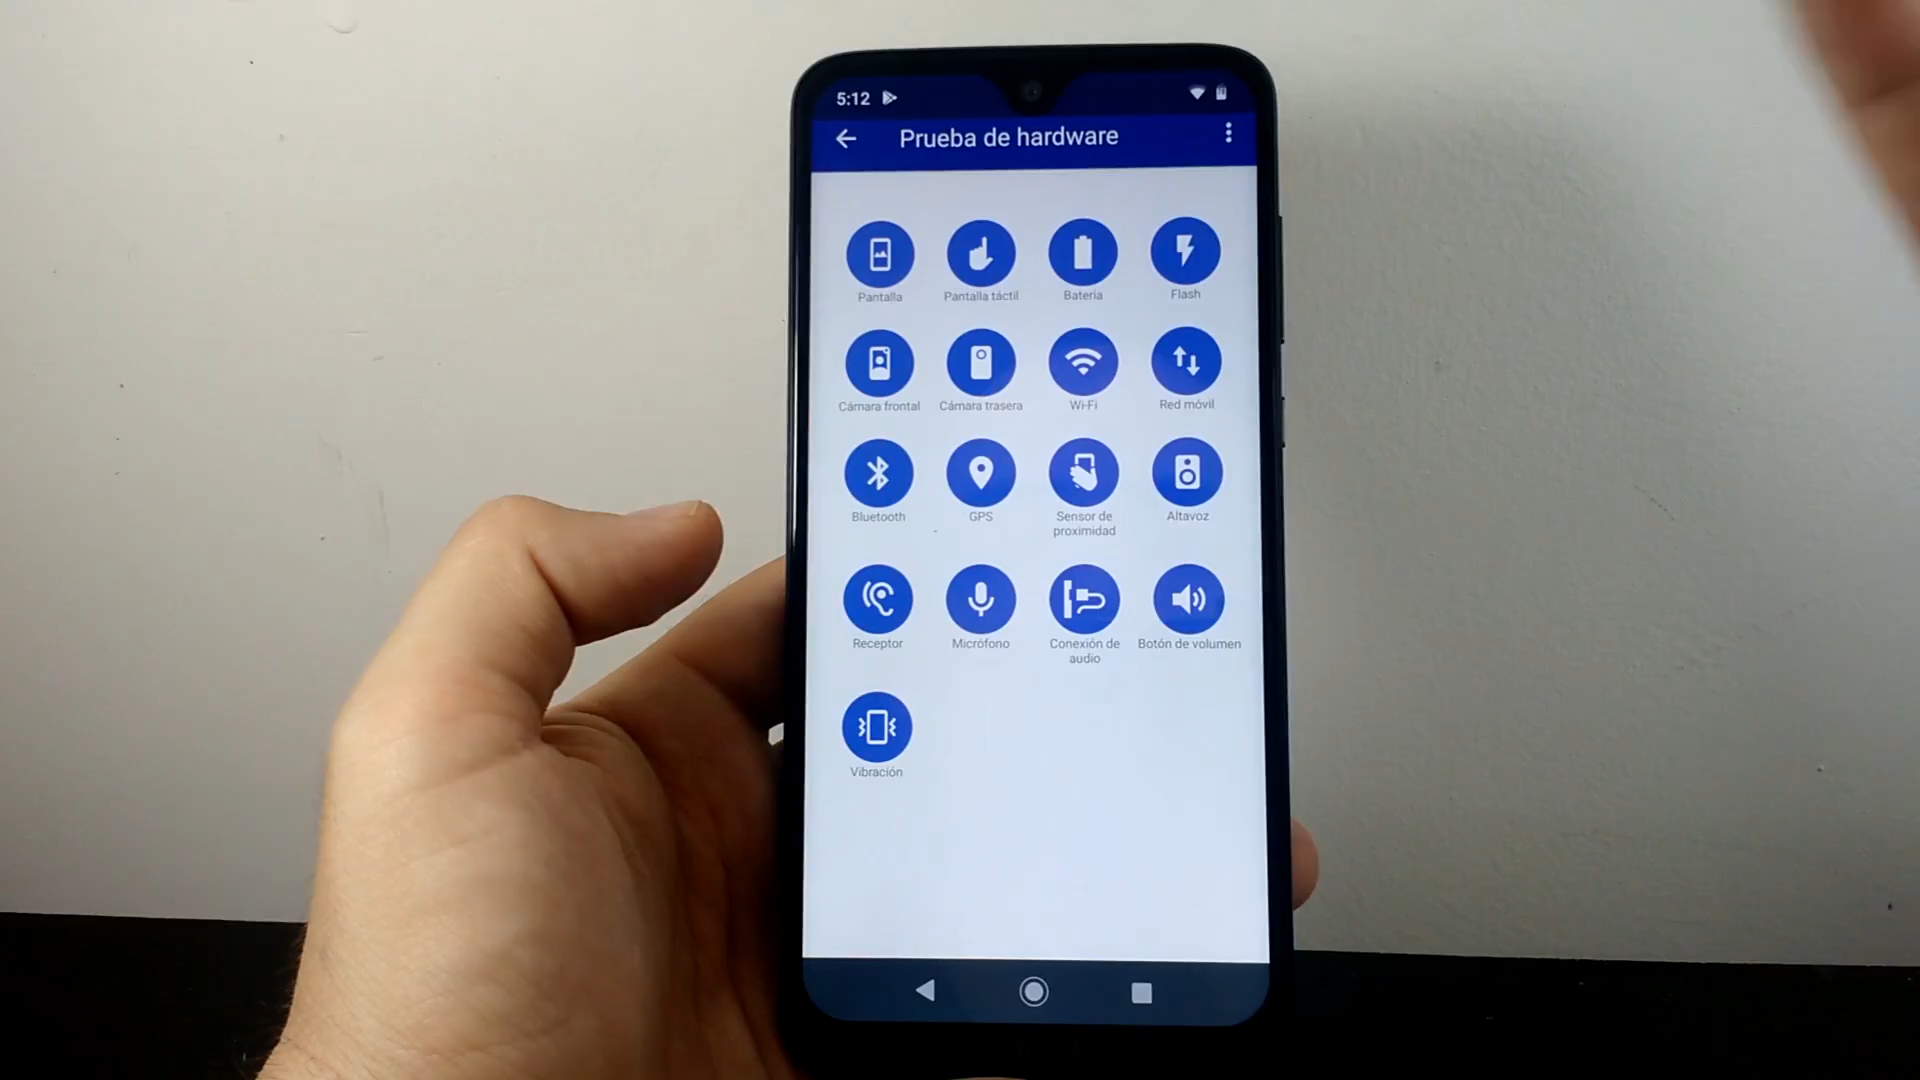 5:12
Prueba de hardware
Pantalla
Pantalla táctil
Batería
Flash
Cámara frontal
Cámara trasera
Wi-Fi
Red móvil
Bluetooth
GPS
Sensor de
proximidad
Altavoz
Receptor
Micrófono
Conexión de
audio
Botón de volumen
Vibración